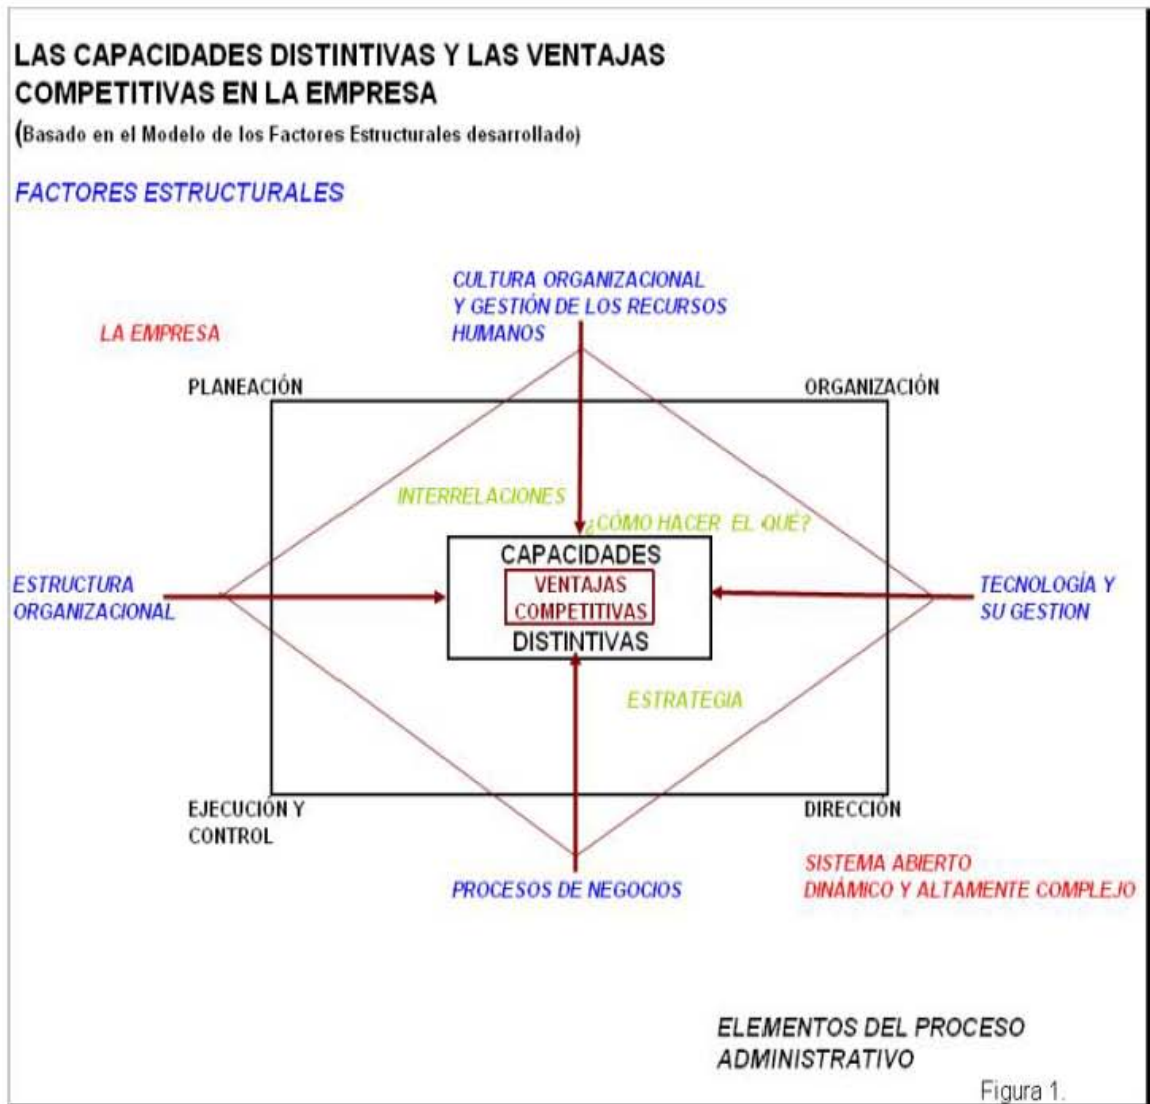 LAS CAPACIDADES DISTINTIVAS Y LAS VENTAJAS
COMPETITIVAS EN LA EMPRESA
(Basado en el Modelo de los Factores Estructurales desarrollado)
FACTORES ESTRUCTURALES
CULTURA ORGANIZACIONAL
Y GESTIÓN DE LOS RECURSOS
HUMANOS
LA EMPRESA
PLANEACIÓN
ORGANIZACIÓN
INTERRELACIONES
¿CÓMO HACER EL QUÉ?
ESTRUCTURA
ORGANIZACIONAL
CAPACIDADES
VENTAJAS
COMPETITIVAS
DISTINTIVAS
TECNOLOGÍA Y
SU GESTION
ESTRATEGIA
EJECUCIÓN Y
CONTROL
DIRECCIÓN
PROCESOS DE NEGOCIOS
SISTEMA ABIERTO
DINÁMICO Y ALTAMENTE COMPLEJO
ELEMENTOS DEL PROCESO
ADMINISTRATIVO
Figura 1.